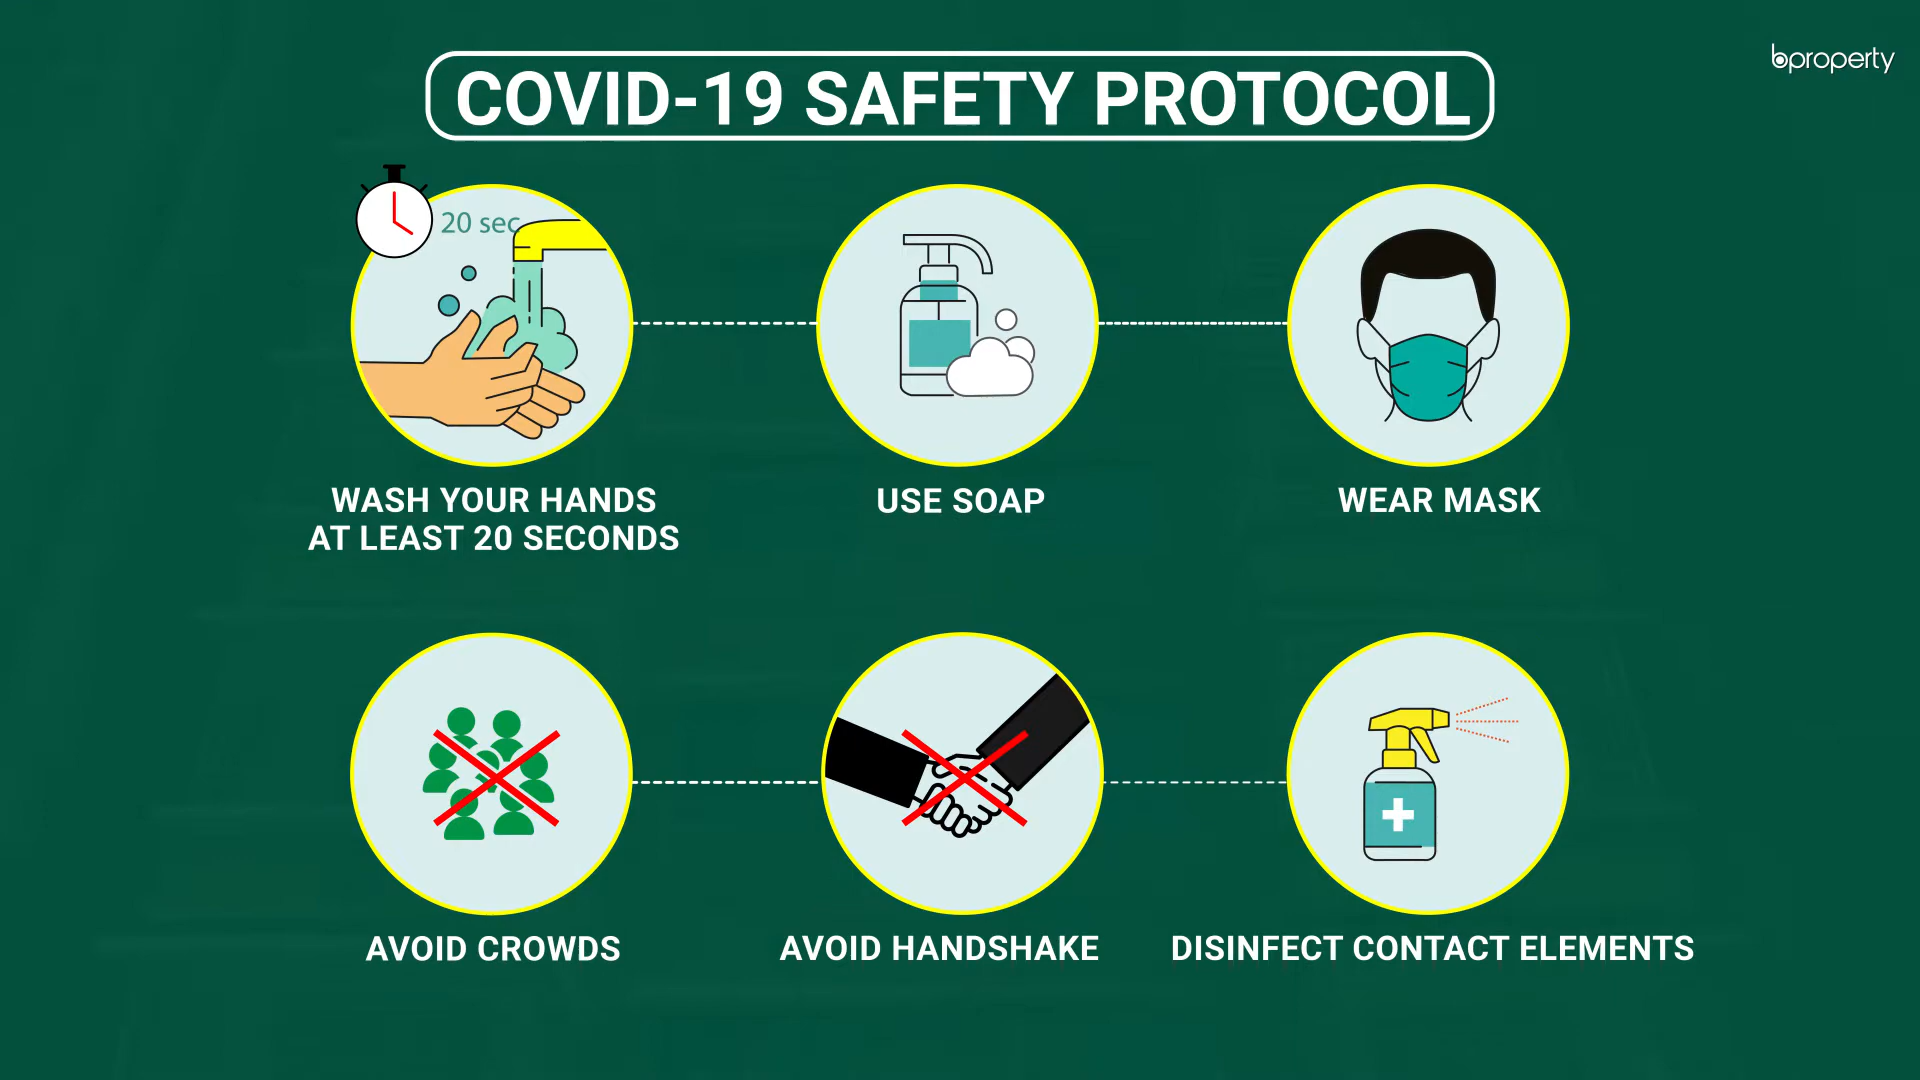 bproperty
COVID-19 SAFETY PROTOCOL
20 sec
WASH YOUR HANDS
AT LEAST 20 SECONDS
USE SOAP
WEAR MASK
AVOID CROWDS
AVOID HANDSHAKE
DISINFECT CONTACT ELEMENTS